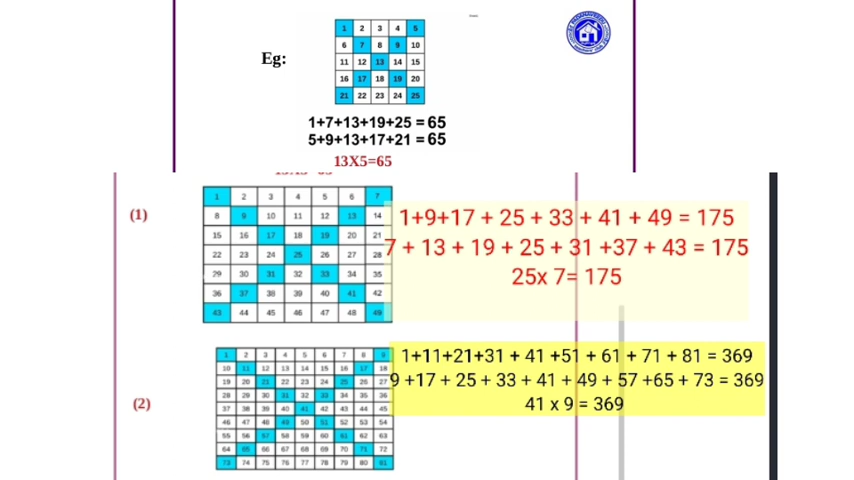 Eg:
1 2 3 4 5
6 7 8 9 10
11 12 13 14 15
16 17 18 19 20
21 22 23 24 25
1+7+13+19+25 = 65
5+9+13+17+21 = 65
13X5=65
(1)
1 2 3 4 5 6 7
8 9 10 11 12 13 14
15 16 17 18 19 20 21
22 23 24 25 26 27 28
29 30 31 32 33 34 35
36 37 38 39 40 41 42
43 44 45 46 47 48 49
1+9+17 + 25 + 33 + 41 + 49 = 175
7 + 13 + 19 + 25 + 31 +37 + 43 = 175
25x 7= 175
(2)
1 2 3 4 5 6 7 8 9
10 11 12 13 14 15 16 17 18
19 20 21 22 23 24 25 26 27
28 29 30 31 32 33 34 35 36
37 38 39 40 41 42 43 44 45
46 47 48 49 50 51 52 53 54
55 56 57 58 59 60 61 62 63
64 65 66 67 68 69 70 71 72
73 74 75 76 77 78 79 80 81
1+11+21+31 + 41 +51 + 61 + 71 + 81 = 369
9 +17 + 25 + 33 + 41 + 49 + 57 +65 + 73 = 369
41 x 9 = 369